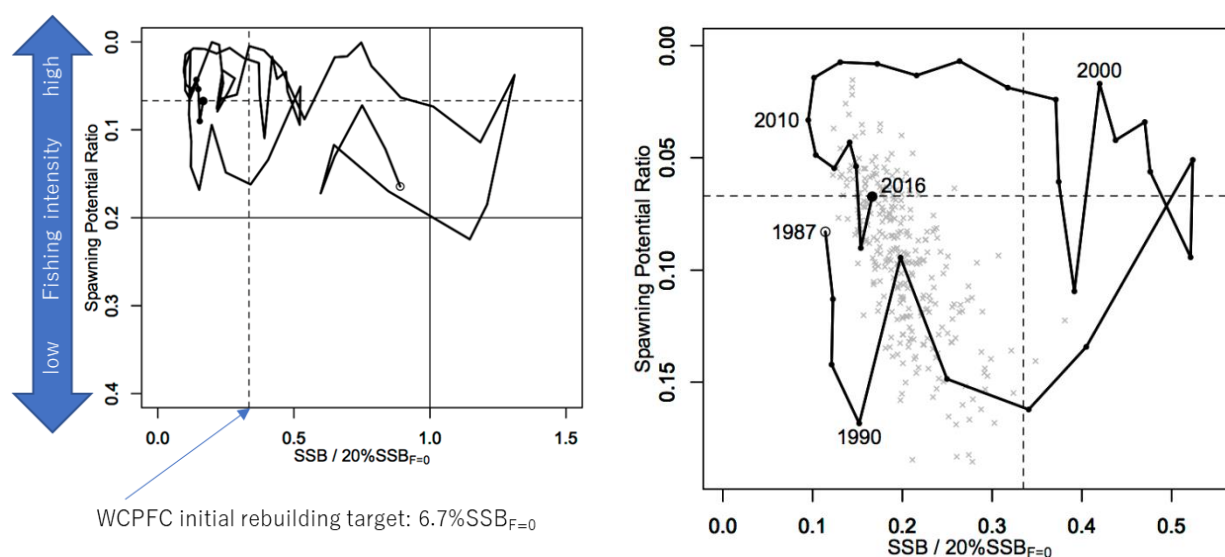 low Fishing intensity high
Spawning Potential Ratio
0.0
0.1
0.2
0.3
0.4
0.0 0.5 1.0 1.5
SSB / 20%SSBF=0
WCPFC initial rebuilding target: 6.7%SSBF=0
Spawning Potential Ratio
0.00
0.05
0.10
0.15
2000
2010
2016
1987
1990
0.0 0.1 0.2 0.3 0.4 0.5
SSB / 20%SSBF=0